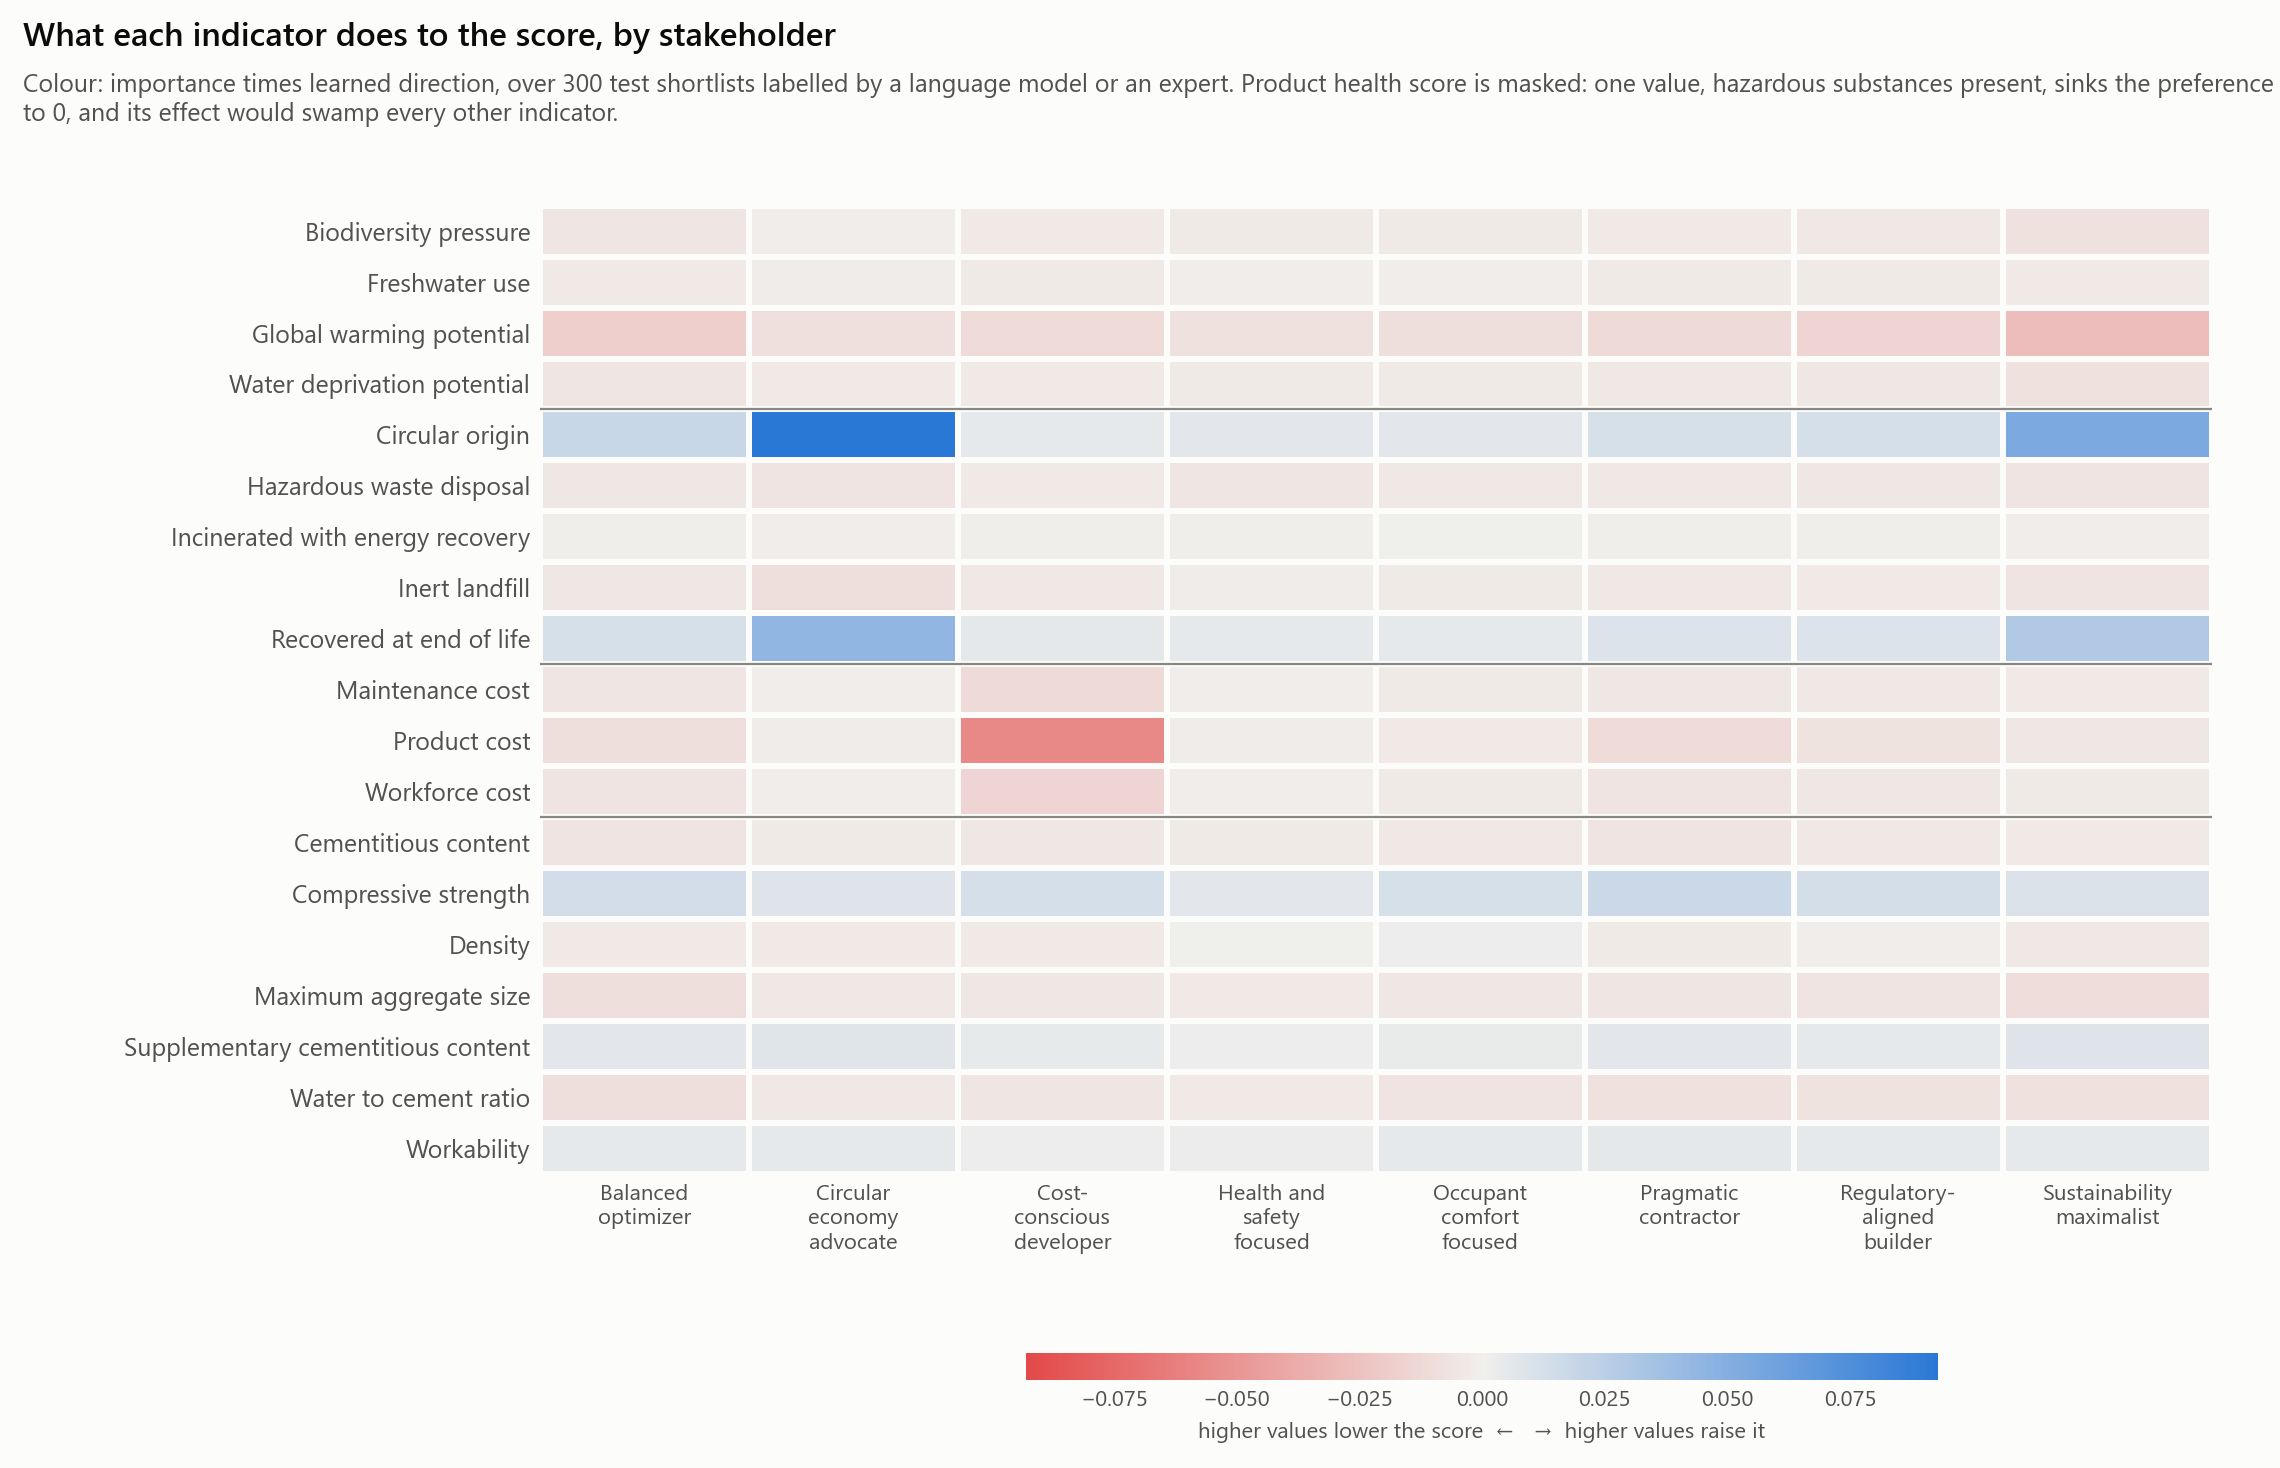 What each indicator does to the score, by stakeholder
Colour: importance times learned direction, over 300 test shortlists labelled by a language model or an expert. Product health score is masked: one value, hazardous substances present, sinks the preference
to 0, and its effect would swamp every other indicator.
Biodiversity pressure
Freshwater use
Global warming potential
Water deprivation potential
Circular origin
Hazardous waste disposal
Incinerated with energy recovery
Inert landfill
Recovered at end of life
Maintenance cost
Product cost
Workforce cost
Cementitious content
Compressive strength
Density
Maximum aggregate size
Supplementary cementitious content
Water to cement ratio
Workability
Balanced
optimizer
Circular
economy
advocate
Cost-
conscious
developer
Health and
safety
focused
Occupant
comfort
focused
Pragmatic
contractor
Regulatory-
aligned
builder
Sustainability
maximalist
−0.075 −0.050 −0.025 0.000 0.025 0.050 0.075
higher values lower the score ← → higher values raise it